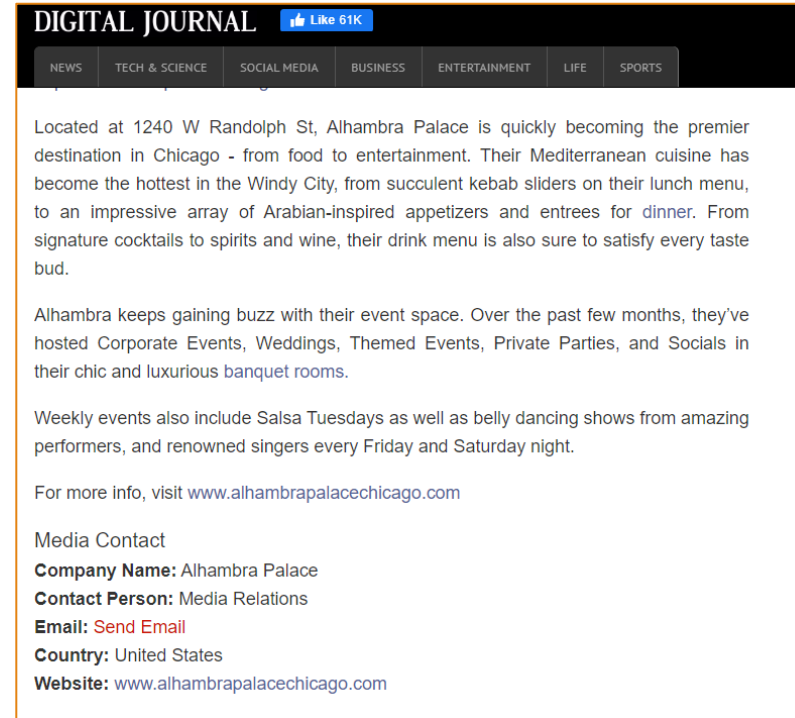 DIGITAL JOURNAL
Like 61K
NEWS TECH & SCIENCE SOCIAL MEDIA BUSINESS ENTERTAINMENT LIFE SPORTS
Located at 1240 W Randolph St, Alhambra Palace is quickly becoming the premier
destination in Chicago - from food to entertainment. Their Mediterranean cuisine has
become the hottest in the Windy City, from succulent kebab sliders on their lunch menu,
to an impressive array of Arabian-inspired appetizers and entrees for dinner. From
signature cocktails to spirits and wine, their drink menu is also sure to satisfy every taste
bud.
Alhambra keeps gaining buzz with their event space. Over the past few months, they’ve
hosted Corporate Events, Weddings, Themed Events, Private Parties, and Socials in
their chic and luxurious banquet rooms.
Weekly events also include Salsa Tuesdays as well as belly dancing shows from amazing
performers, and renowned singers every Friday and Saturday night.
For more info, visit www.alhambrapalacechicago.com
Media Contact
Company Name: Alhambra Palace
Contact Person: Media Relations
Email: Send Email
Country: United States
Website: www.alhambrapalacechicago.com